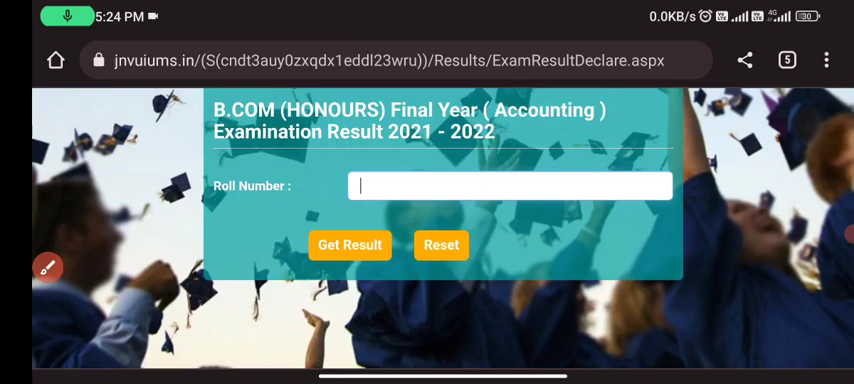 5:24 PM
0.0KB/s 4G 30
jnvuiums.in/(S(cndt3auy0zxqdx1eddl23wru))/Results/ExamResultDeclare.aspx
5
B.COM (HONOURS) Final Year ( Accounting )
Examination Result 2021 - 2022
Roll Number :
Get Result Reset